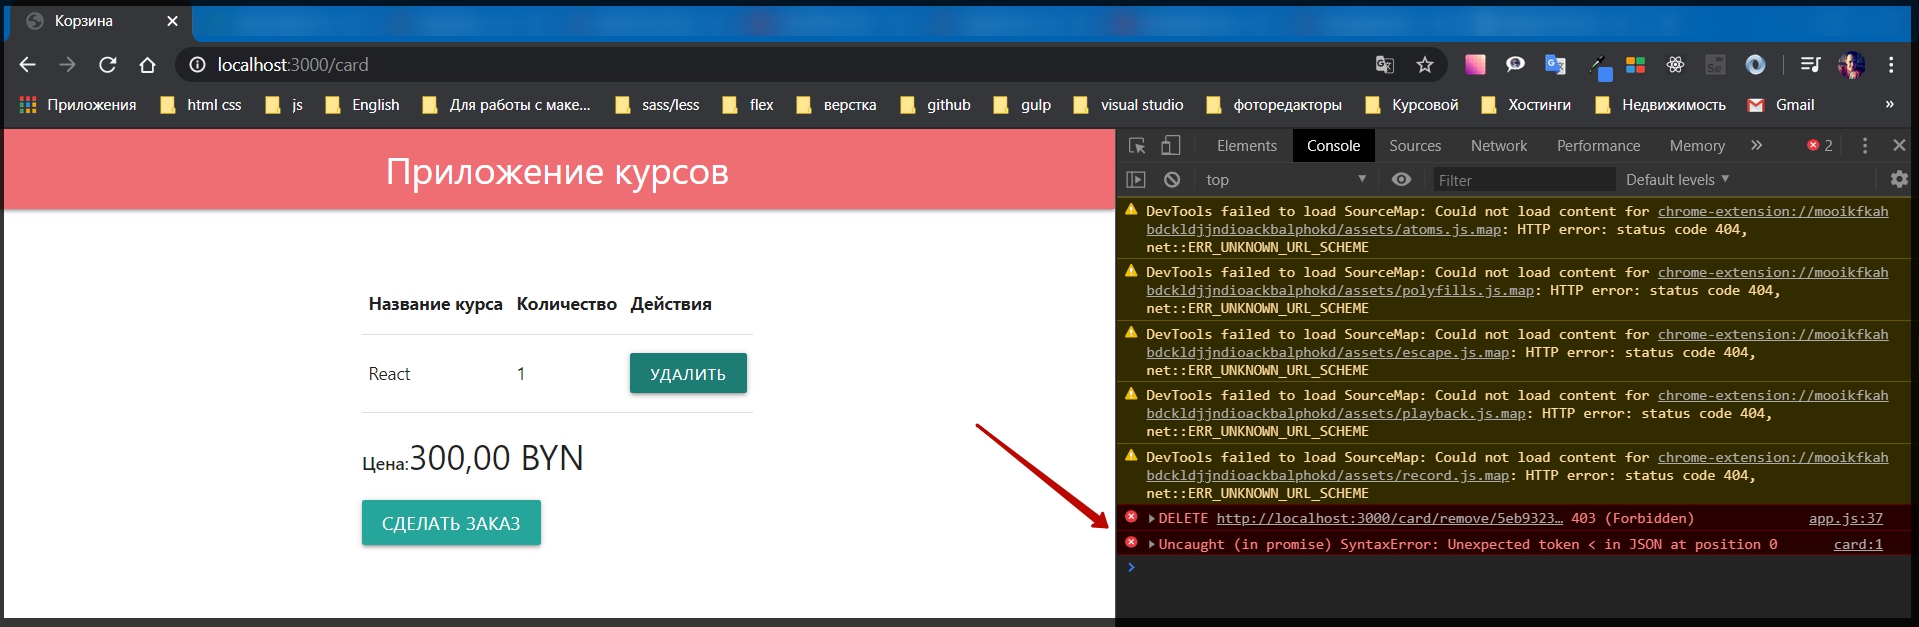 Корзина
localhost:3000/card
Приложения html css js English Для работы с маке... sass/less flex верстка github gulp visual studio фоторедакторы Курсовой Хостинги Недвижимость Gmail »
Приложение курсов
Название курса Количество Действия
React 1 УДАЛИТЬ
Цена:300,00 BYN
СДЕЛАТЬ ЗАКАЗ
Elements Console Sources Network Performance Memory » 2
top Filter Default levels
DevTools failed to load SourceMap: Could not load content for chrome-extension://mooikfkah
bdckldjjndioackbalphokd/assets/atoms.js.map: HTTP error: status code 404,
net::ERR_UNKNOWN_URL_SCHEME
DevTools failed to load SourceMap: Could not load content for chrome-extension://mooikfkah
bdckldjjndioackbalphokd/assets/polyfills.js.map: HTTP error: status code 404,
net::ERR_UNKNOWN_URL_SCHEME
DevTools failed to load SourceMap: Could not load content for chrome-extension://mooikfkah
bdckldjjndioackbalphokd/assets/escape.js.map: HTTP error: status code 404,
net::ERR_UNKNOWN_URL_SCHEME
DevTools failed to load SourceMap: Could not load content for chrome-extension://mooikfkah
bdckldjjndioackbalphokd/assets/playback.js.map: HTTP error: status code 404,
net::ERR_UNKNOWN_URL_SCHEME
DevTools failed to load SourceMap: Could not load content for chrome-extension://mooikfkah
bdckldjjndioackbalphokd/assets/record.js.map: HTTP error: status code 404,
net::ERR_UNKNOWN_URL_SCHEME
DELETE http://localhost:3000/card/remove/5eb9323… 403 (Forbidden) app.js:37
Uncaught (in promise) SyntaxError: Unexpected token < in JSON at position 0 card:1